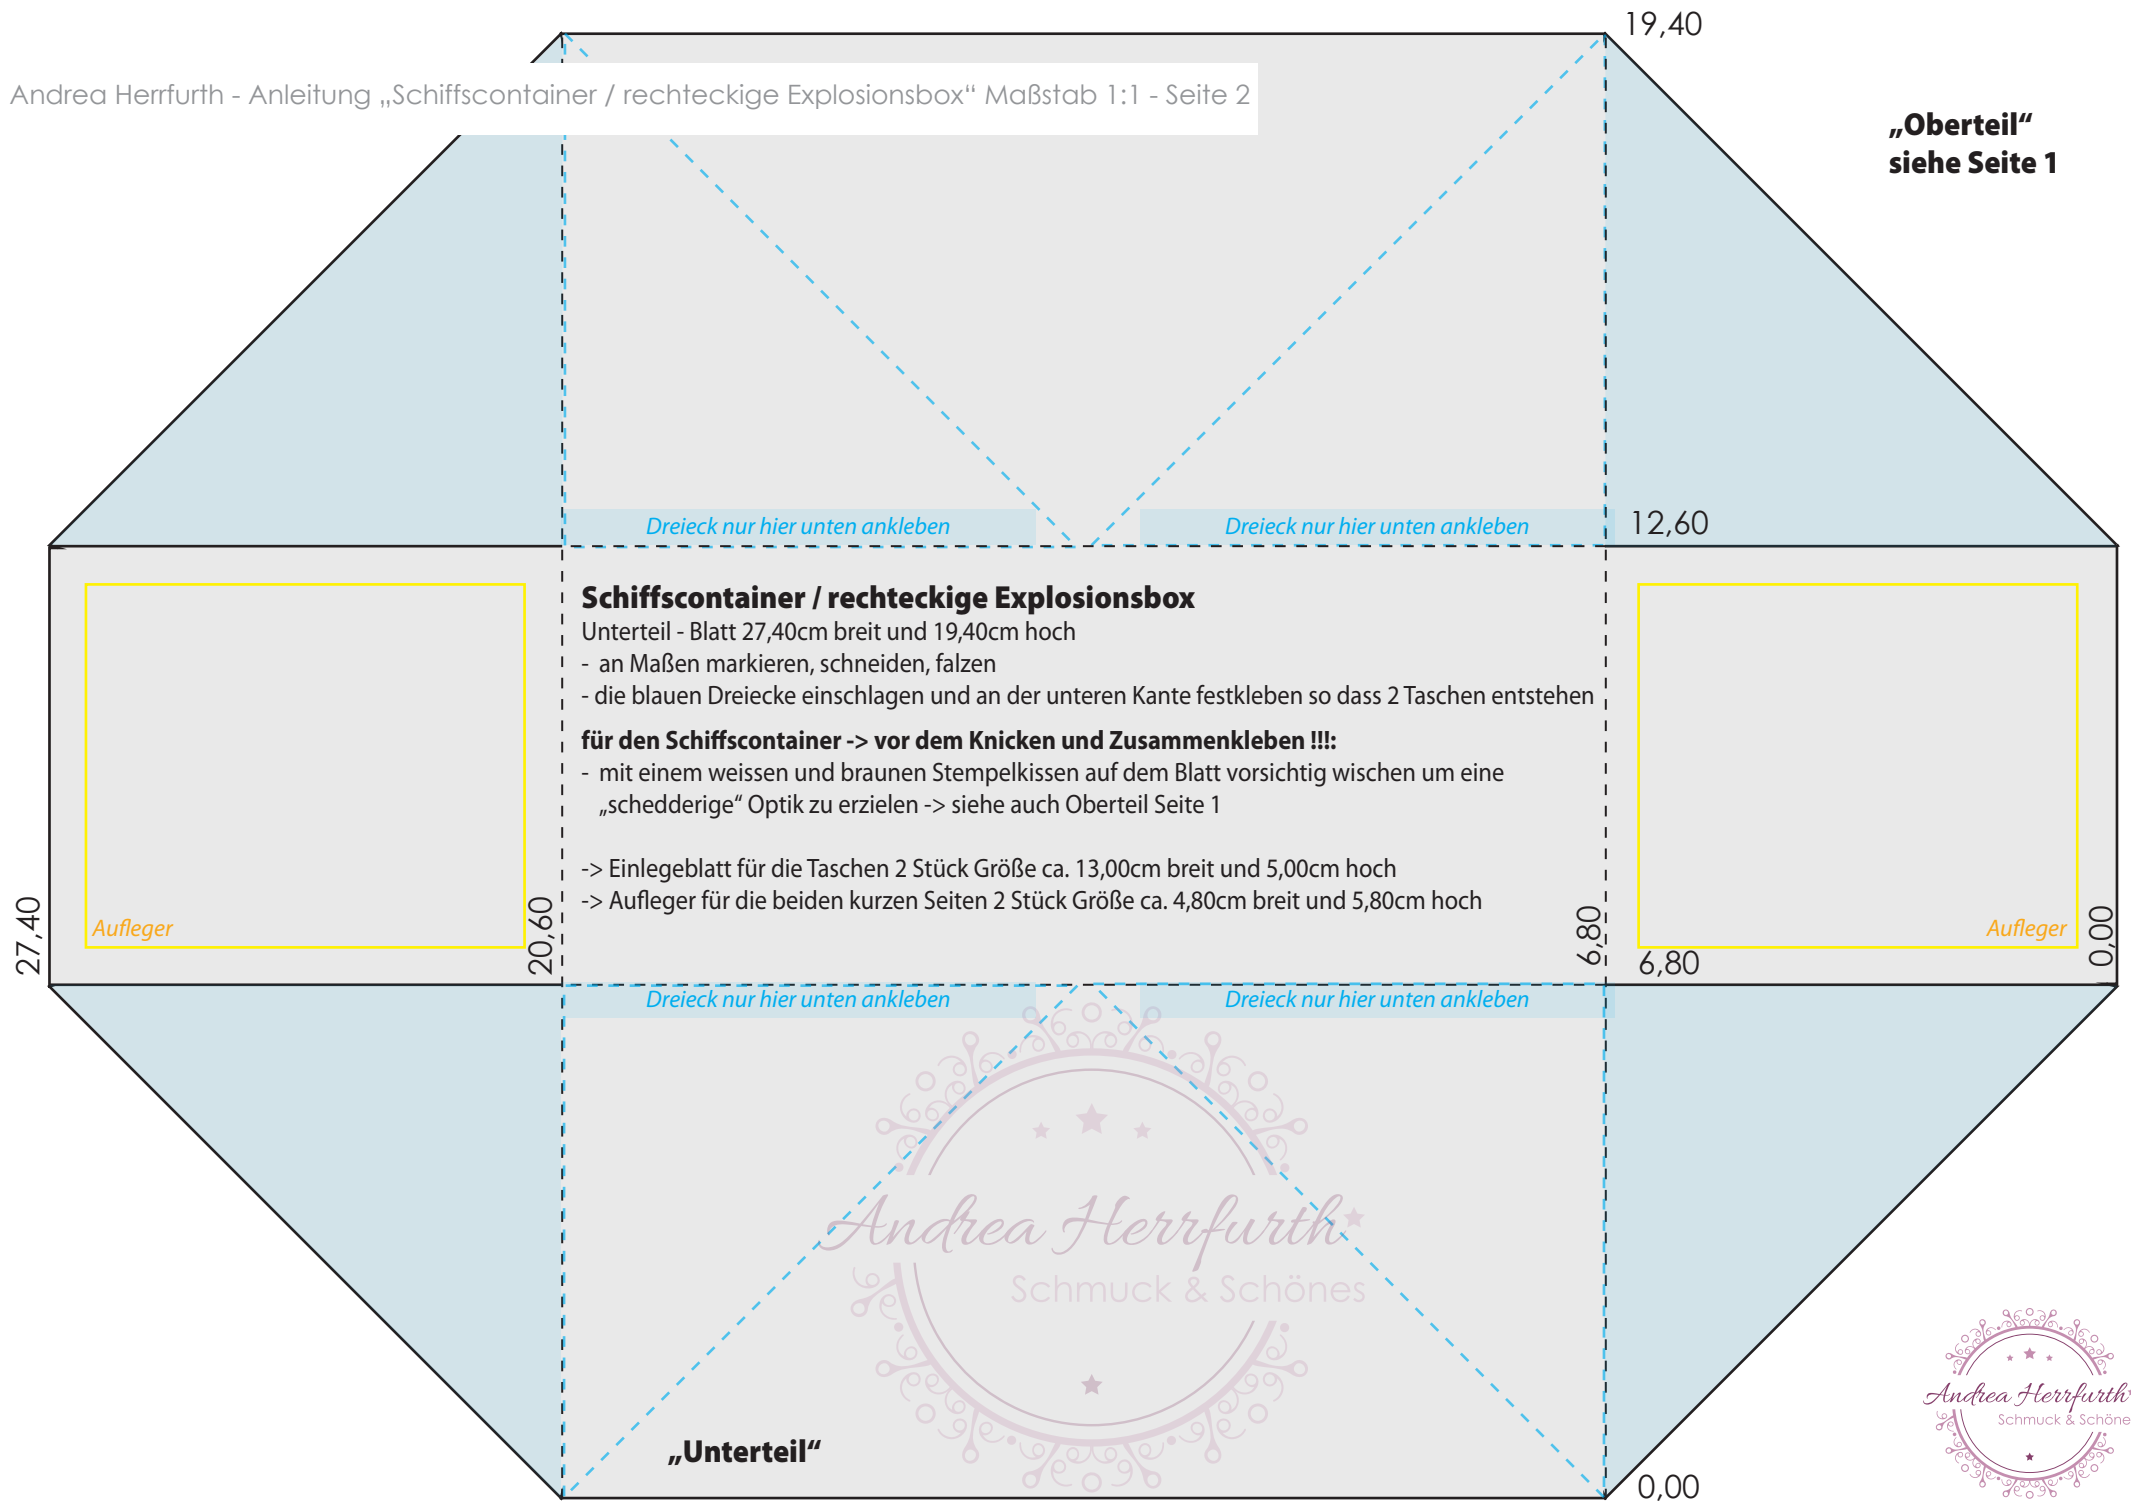 19,40
Andrea Herrfurth - Anleitung „Schiffscontainer / rechteckige Explosionsbox“ Maßstab 1:1 - Seite 2
„Oberteil“
siehe Seite 1
Dreieck nur hier unten ankleben
Dreieck nur hier unten ankleben
12,60
Schiffscontainer / rechteckige Explosionsbox
Unterteil - Blatt 27,40cm breit und 19,40cm hoch
- an Maßen markieren, schneiden, falzen
- die blauen Dreiecke einschlagen und an der unteren Kante festkleben so dass 2 Taschen entstehen
für den Schiffscontainer -> vor dem Knicken und Zusammenkleben !!!:
- mit einem weissen und braunen Stempelkissen auf dem Blatt vorsichtig wischen um eine
„schedderige“ Optik zu erzielen -> siehe auch Oberteil Seite 1
-> Einlegeblatt für die Taschen 2 Stück Größe ca. 13,00cm breit und 5,00cm hoch
-> Aufleger für die beiden kurzen Seiten 2 Stück Größe ca. 4,80cm breit und 5,80cm hoch
27,40
Aufleger
20,60
6,80
6,80
Aufleger
0,00
Dreieck nur hier unten ankleben
Dreieck nur hier unten ankleben
Andrea Herrfurth
Schmuck & Schönes
„Unterteil“
0,00
Andrea Herrfurth
Schmuck & Schöne